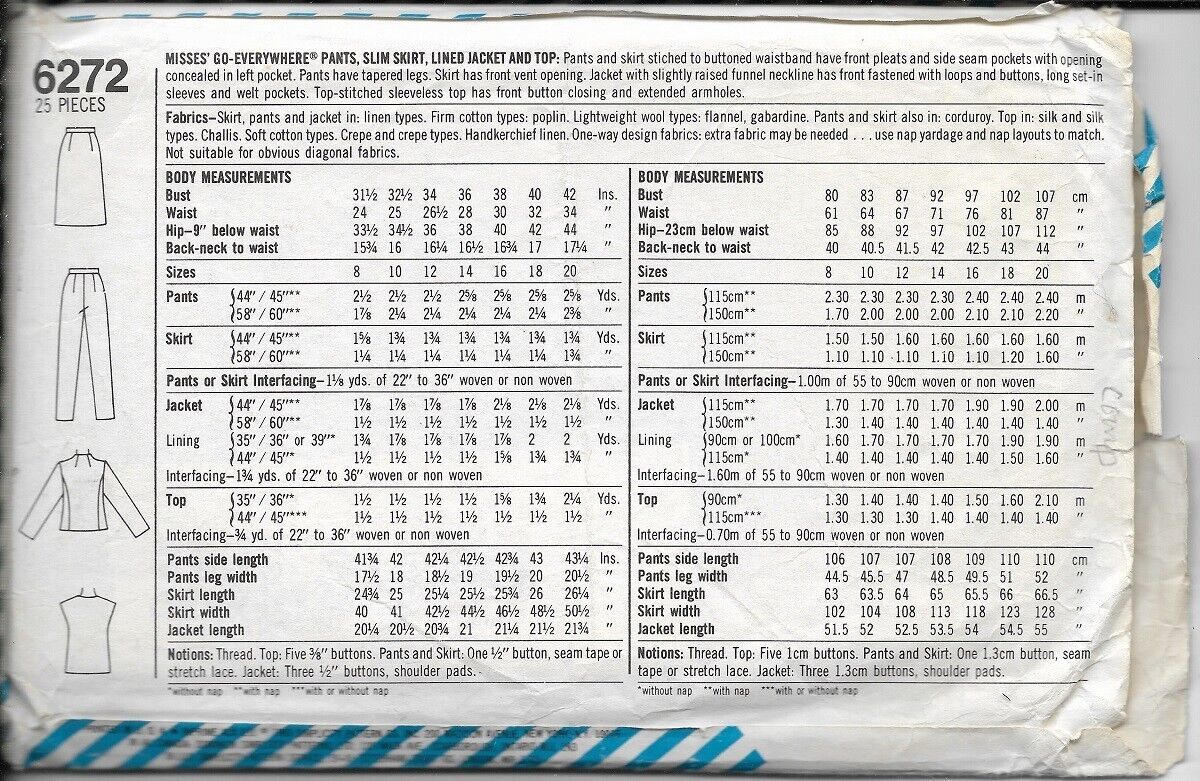 6272
25 PIECES
MISSES' GO-EVERYWHERE® PANTS, SLIM SKIRT, LINED JACKET AND TOP: Pants and skirt stiched to buttoned waistband have front pleats and side seam pockets with opening
concealed in left pocket. Pants have tapered legs. Skirt has front vent opening. Jacket with slightly raised funnel neckline has front fastened with loops and buttons, long set-in
sleeves and welt pockets. Top-stitched sleeveless top has front button closing and extended armholes.
Fabrics–Skirt, pants and jacket in: linen types. Firm cotton types: poplin. Lightweight wool types: flannel, gabardine. Pants and skirt also in: corduroy. Top in: silk and silk
types. Challis. Soft cotton types. Crepe and crepe types. Handkerchief linen. One-way design fabrics: extra fabric may be needed . . . use nap yardage and nap layouts to match.
Not suitable for obvious diagonal fabrics.
BODY MEASUREMENTS
Bust 31½ 32½ 34 36 38 40 42 Ins.
Waist 24 25 26½ 28 30 32 34 "
Hip–9" below waist 33½ 34½ 36 38 40 42 44 "
Back-neck to waist 15¾ 16 16¼ 16½ 16¾ 17 17¼ "
Sizes 8 10 12 14 16 18 20
Pants {44" / 45"** 2½ 2½ 2½ 2⅝ 2⅝ 2⅝ 2⅝ Yds.
{58" / 60"** 1⅞ 2¼ 2¼ 2¼ 2¼ 2¼ 2⅜ "
Skirt {44" / 45"** 1⅝ 1¾ 1¾ 1¾ 1¾ 1¾ 1¾ Yds.
{58" / 60"** 1¼ 1¼ 1¼ 1¼ 1¼ 1¼ 1¾ "
Pants or Skirt Interfacing–1⅛ yds. of 22" to 36" woven or non woven
Jacket {44" / 45"** 1⅞ 1⅞ 1⅞ 1⅞ 2⅛ 2⅛ 2⅛ Yds.
{58" / 60"** 1½ 1½ 1½ 1½ 1½ 1½ 1½ "
Lining {35" / 36" or 39"* 1¾ 1⅞ 1⅞ 1⅞ 1⅞ 2 2 Yds.
{44" / 45"* 1½ 1½ 1½ 1½ 1⅝ 1¾ 1¾ "
Interfacing–1¾ yds. of 22" to 36" woven or non woven
Top {35" / 36"* 1½ 1½ 1½ 1½ 1⅝ 1¾ 2¼ Yds.
{44" / 45"*** 1½ 1½ 1½ 1½ 1½ 1½ 1½ "
Interfacing–¾ yd. of 22" to 36" woven or non woven
Pants side length 41¾ 42 42¼ 42½ 42¾ 43 43¼ Ins.
Pants leg width 17½ 18 18½ 19 19½ 20 20½ "
Skirt length 24¾ 25 25¼ 25½ 25¾ 26 26¼ "
Skirt width 40 41 42½ 44½ 46½ 48½ 50½ "
Jacket length 20¼ 20½ 20¾ 21 21¼ 21½ 21¾ "
Notions: Thread. Top: Five ⅜" buttons. Pants and Skirt: One ½" button, seam tape or
stretch lace. Jacket: Three ½" buttons, shoulder pads.
*without nap **with nap ***with or without nap
BODY MEASUREMENTS
Bust 80 83 87 92 97 102 107 cm
Waist 61 64 67 71 76 81 87 "
Hip–23cm below waist 85 88 92 97 102 107 112 "
Back-neck to waist 40 40.5 41.5 42 42.5 43 44 "
Sizes 8 10 12 14 16 18 20
Pants {115cm** 2.30 2.30 2.30 2.30 2.40 2.40 2.40 m
{150cm** 1.70 2.00 2.00 2.00 2.10 2.10 2.20 "
Skirt {115cm** 1.50 1.50 1.60 1.60 1.60 1.60 1.60 m
{150cm** 1.10 1.10 1.10 1.10 1.10 1.20 1.60 "
Pants or Skirt Interfacing–1.00m of 55 to 90cm woven or non woven
Jacket {115cm** 1.70 1.70 1.70 1.70 1.90 1.90 2.00 m
{150cm** 1.30 1.40 1.40 1.40 1.40 1.40 1.40 "
Lining {90cm or 100cm* 1.60 1.70 1.70 1.70 1.70 1.90 1.90 m
{115cm* 1.40 1.40 1.40 1.40 1.40 1.50 1.60 "
Interfacing–1.60m of 55 to 90cm woven or non woven
Top {90cm* 1.30 1.40 1.40 1.40 1.50 1.60 2.10 m
{115cm*** 1.30 1.30 1.30 1.40 1.40 1.40 1.40 "
Interfacing–0.70m of 55 to 90cm woven or non woven
Pants side length 106 107 107 108 109 110 110 cm
Pants leg width 44.5 45.5 47 48.5 49.5 51 52 "
Skirt length 63 63.5 64 65 65.5 66 66.5 "
Skirt width 102 104 108 113 118 123 128 "
Jacket length 51.5 52 52.5 53.5 54 54.5 55 "
Notions: Thread. Top: Five 1cm buttons. Pants and Skirt: One 1.3cm button, seam
tape or stretch lace. Jacket: Three 1.3cm buttons, shoulder pads.
*without nap **with nap ***with or without nap
Comp